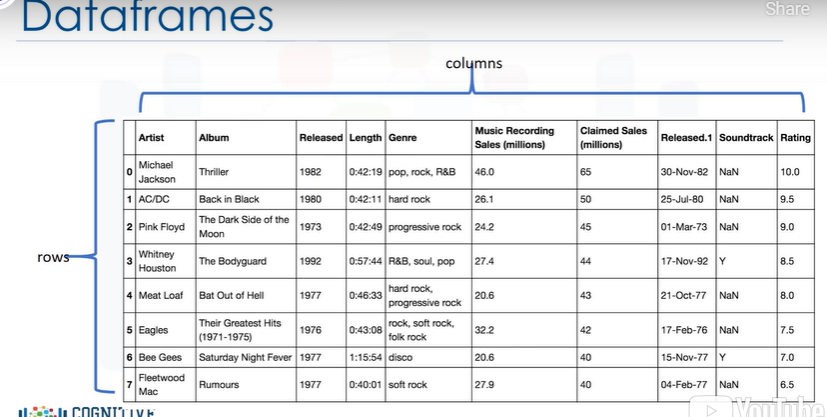 Dataframes
Share
columns
rows
Artist Album Released Length Genre Music Recording Sales (millions) Claimed Sales (millions) Released.1 Soundtrack Rating
0 Michael Jackson Thriller 1982 0:42:19 pop, rock, R&B 46.0 65 30-Nov-82 NaN 10.0
1 AC/DC Back in Black 1980 0:42:11 hard rock 26.1 50 25-Jul-80 NaN 9.5
2 Pink Floyd The Dark Side of the Moon 1973 0:42:49 progressive rock 24.2 45 01-Mar-73 NaN 9.0
3 Whitney Houston The Bodyguard 1992 0:57:44 R&B, soul, pop 27.4 44 17-Nov-92 Y 8.5
4 Meat Loaf Bat Out of Hell 1977 0:46:33 hard rock, progressive rock 20.6 43 21-Oct-77 NaN 8.0
5 Eagles Their Greatest Hits (1971-1975) 1976 0:43:08 rock, soft rock, folk rock 32.2 42 17-Feb-76 NaN 7.5
6 Bee Gees Saturday Night Fever 1977 1:15:54 disco 20.6 40 15-Nov-77 Y 7.0
7 Fleetwood Mac Rumours 1977 0:40:01 soft rock 27.9 40 04-Feb-77 NaN 6.5
COGNITIVE
YouTube